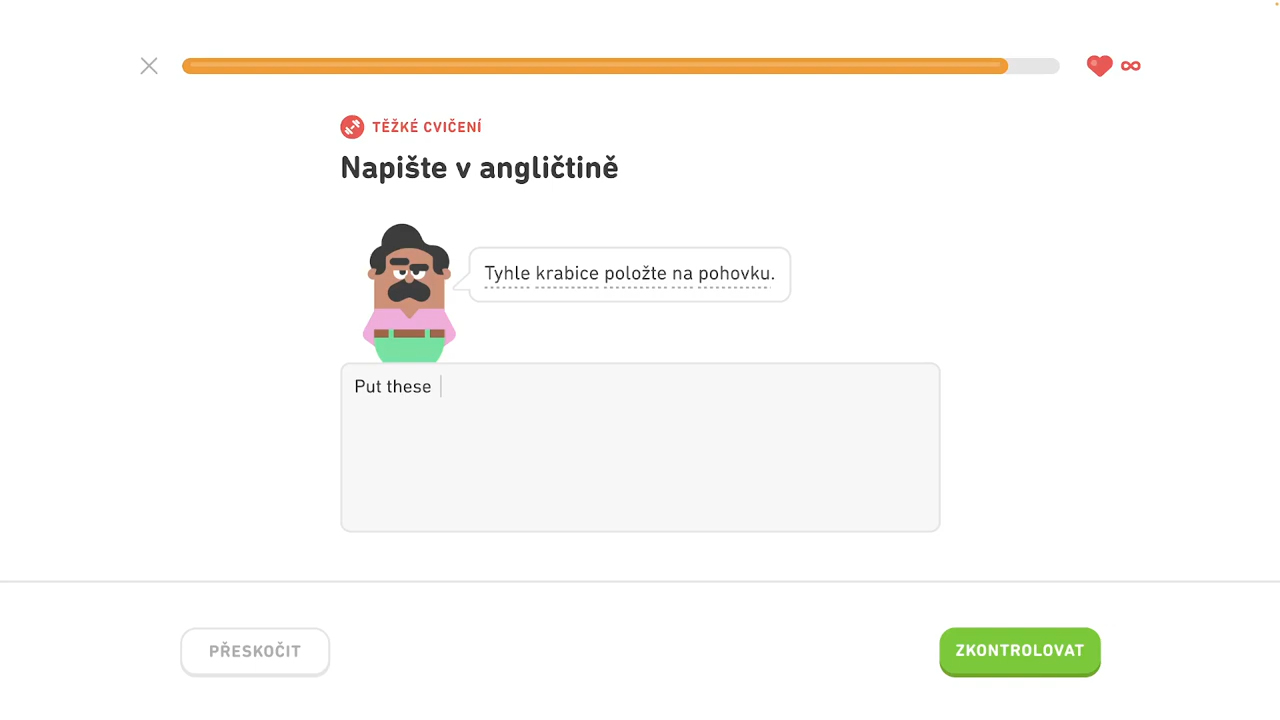 ∞
TĚŽKÉ CVIČENÍ
Napište v angličtině
Tyhle krabice položte na pohovku.
Put these
PŘESKOČIT
ZKONTROLOVAT